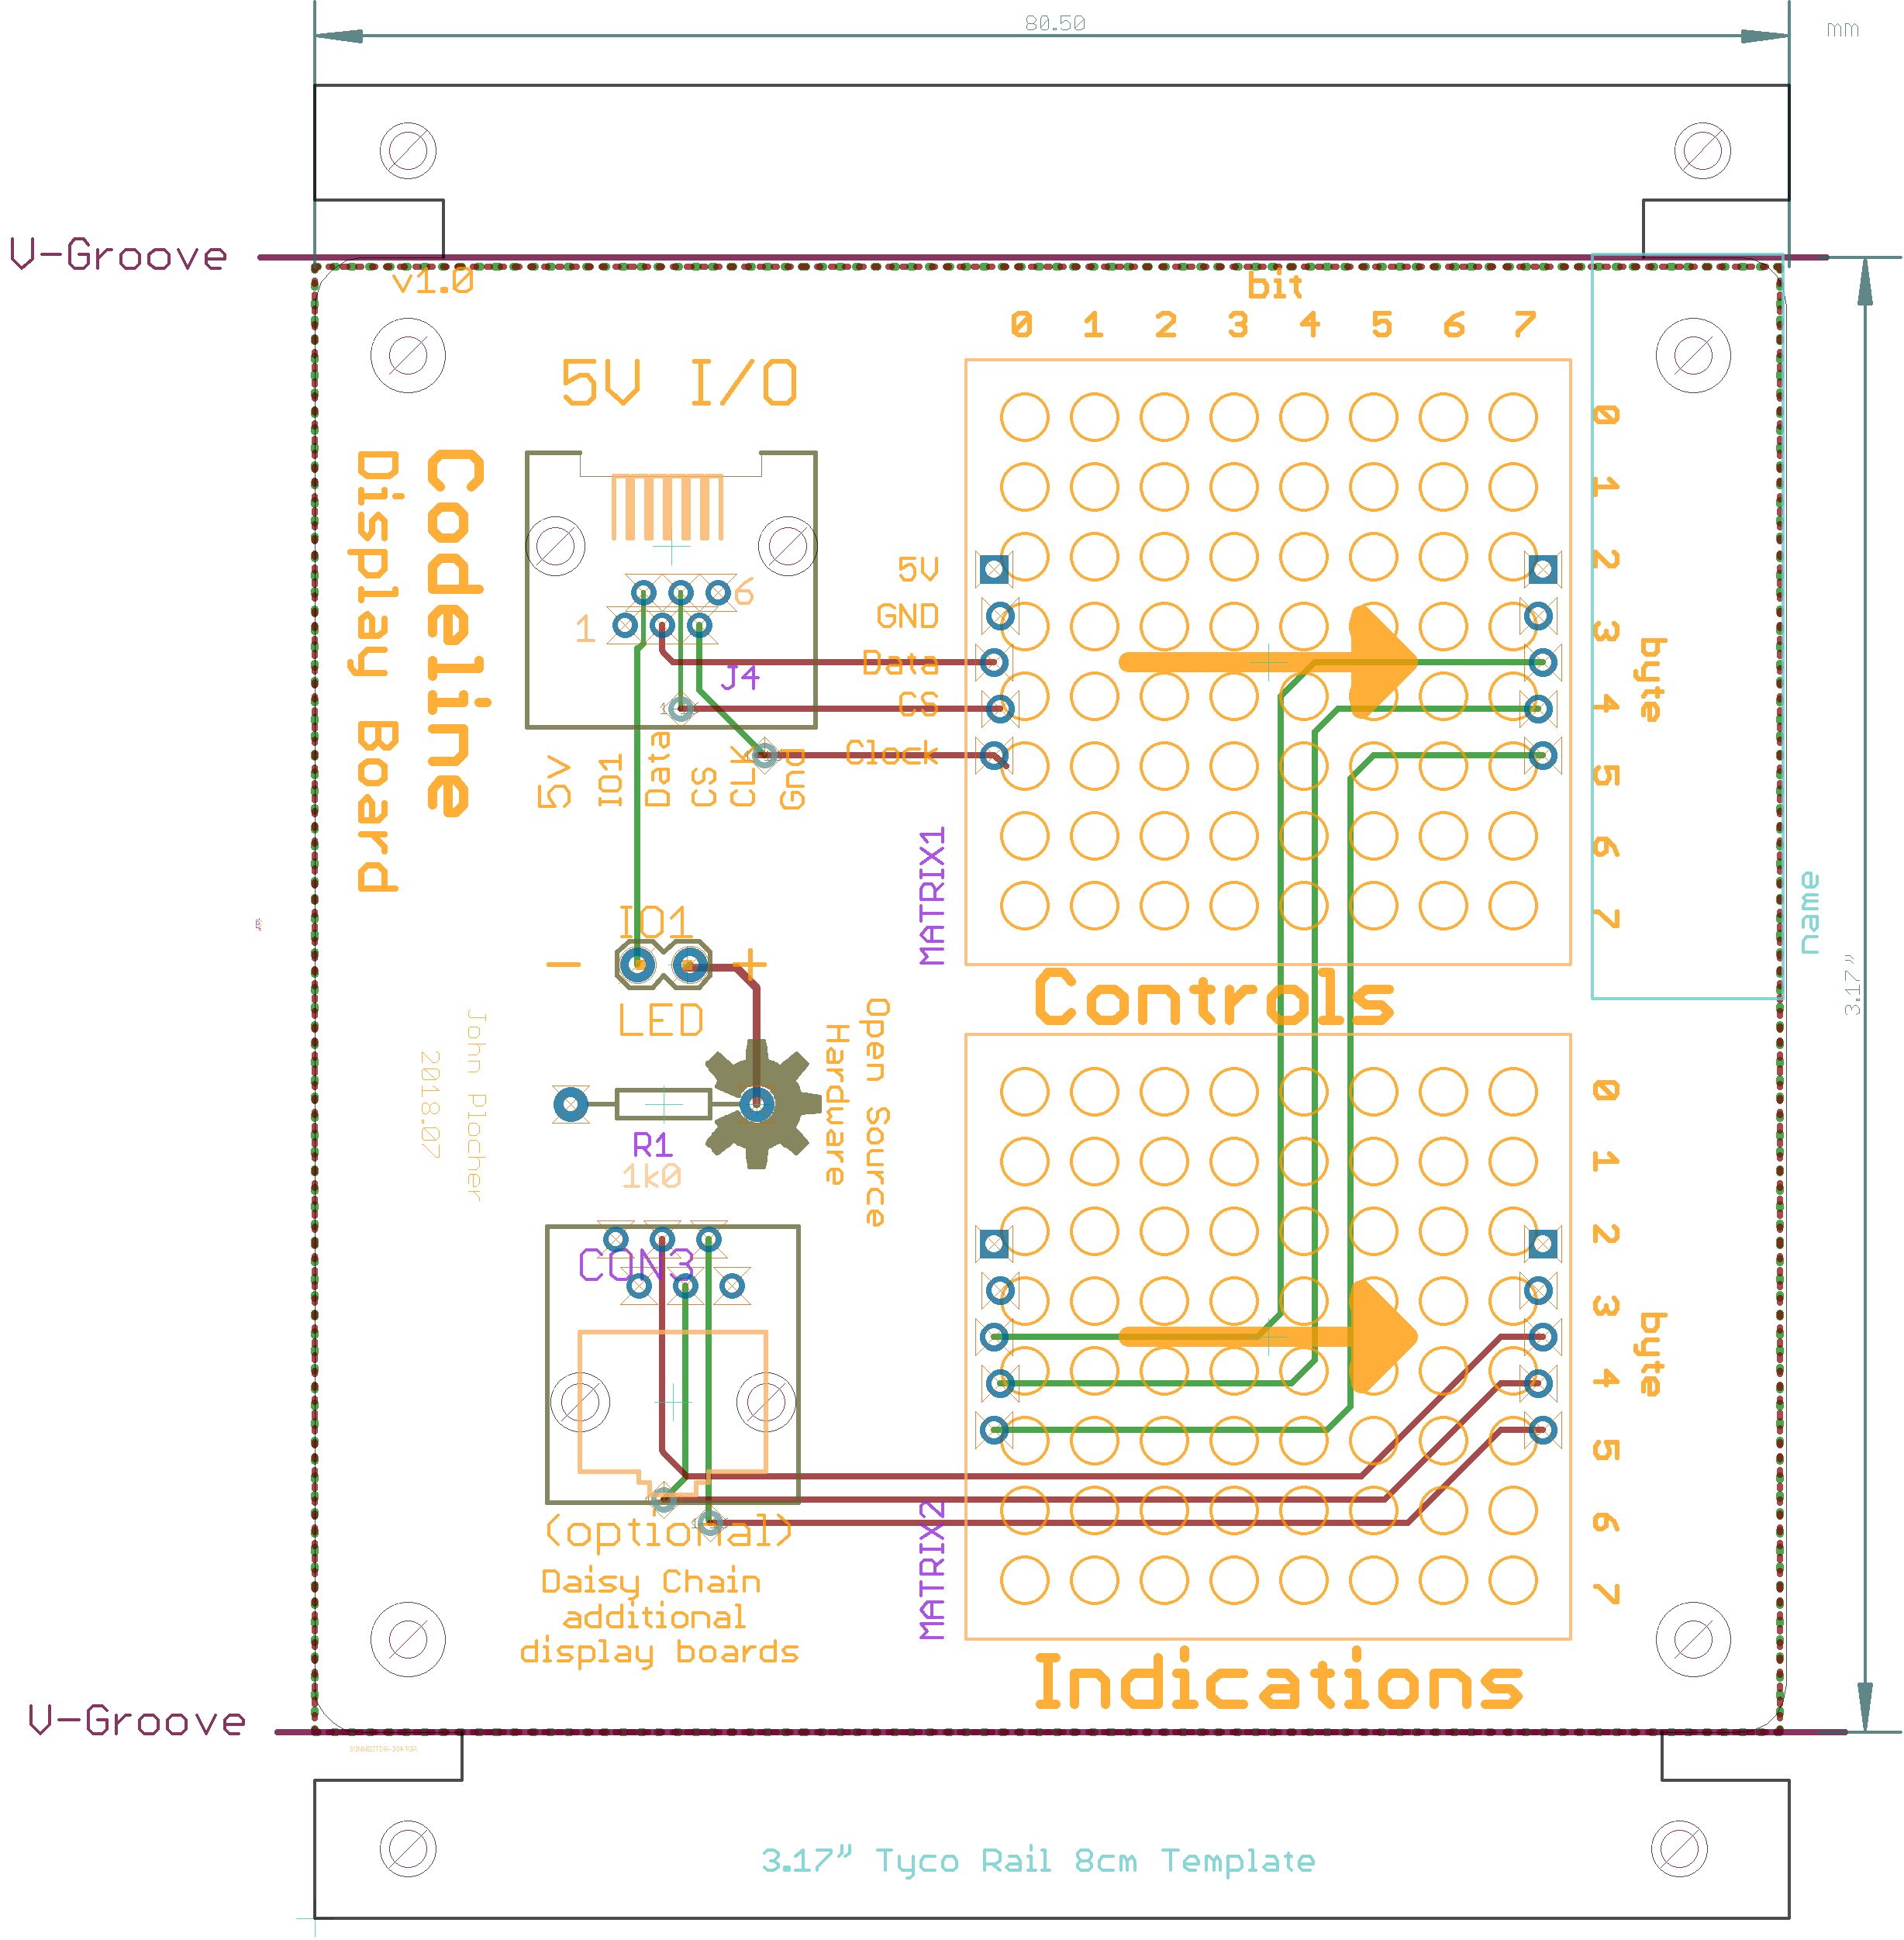 80.50
mm
V-Groove
v1.0
bit
0 1 2 3 4 5 6 7
5V I/O
Codeline
Display Board
6
1
J4
5V
GND
Data
CS
Clock
5v
IO1
Data
CS
CLK
Gnd
MATRIX1
0
1
2
3
4
5
6
7
byte
name
3.17"
IO1
- +
LED
Controls
Open Source
Hardware
John Plocher
2018.07
R1
1k0
CON3
(optional)
Daisy Chain
additional
display boards
MATRIX2
0
1
2
3
4
5
6
7
byte
Indications
V-Groove
3.17" Tyco Rail 8cm Template